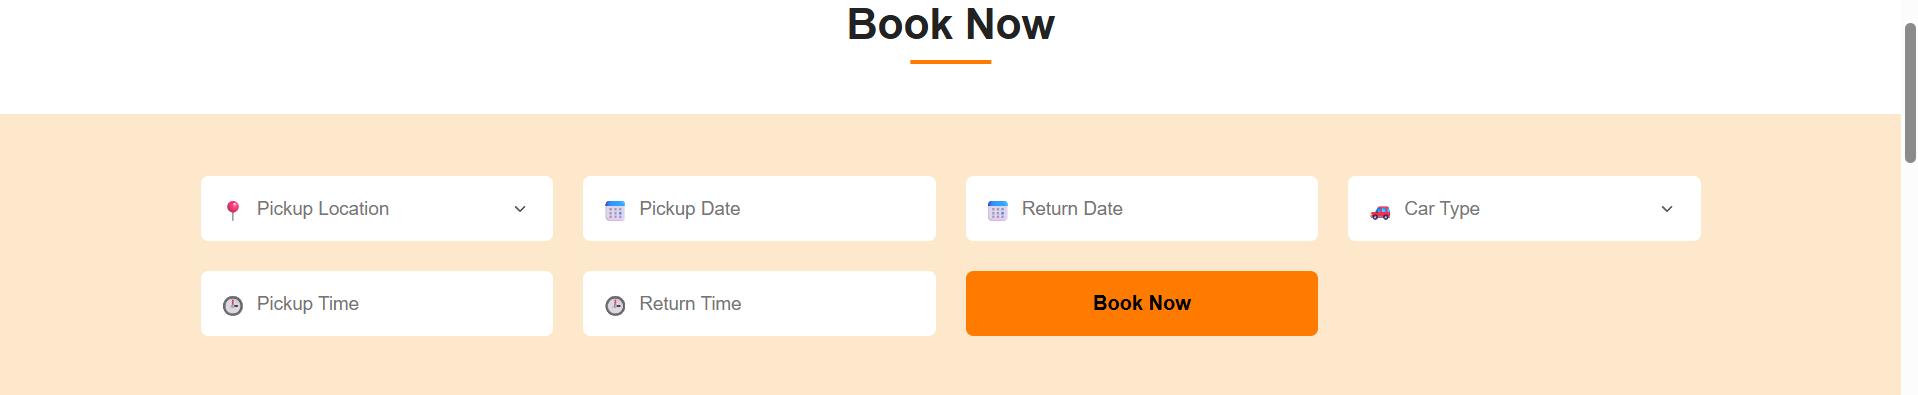 Book Now
Pickup Location
Pickup Date
Return Date
Car Type
Pickup Time
Return Time
Book Now